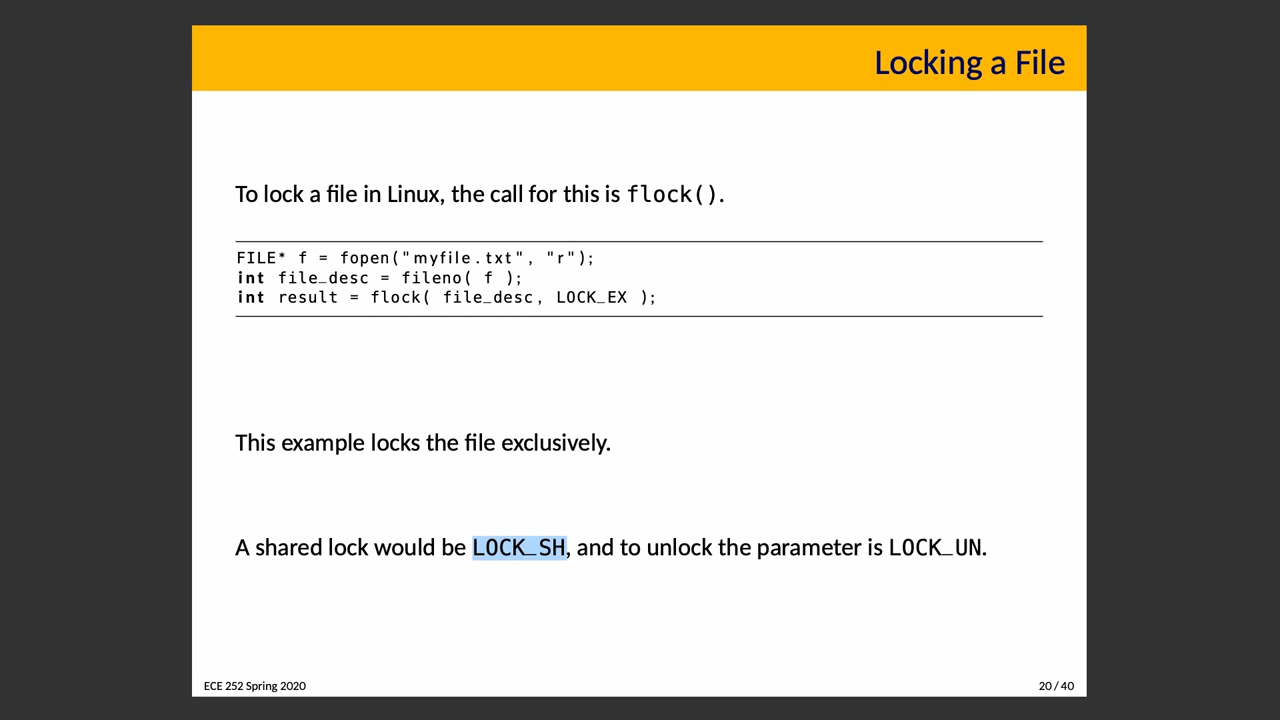 Locking a File
To lock a file in Linux, the call for this is flock().
FILE* f = fopen("myfile.txt", "r");
int file_desc = fileno( f );
int result = flock( file_desc, LOCK_EX );
This example locks the file exclusively.
A shared lock would be LOCK_SH, and to unlock the parameter is LOCK_UN.
ECE 252 Spring 2020
20 / 40